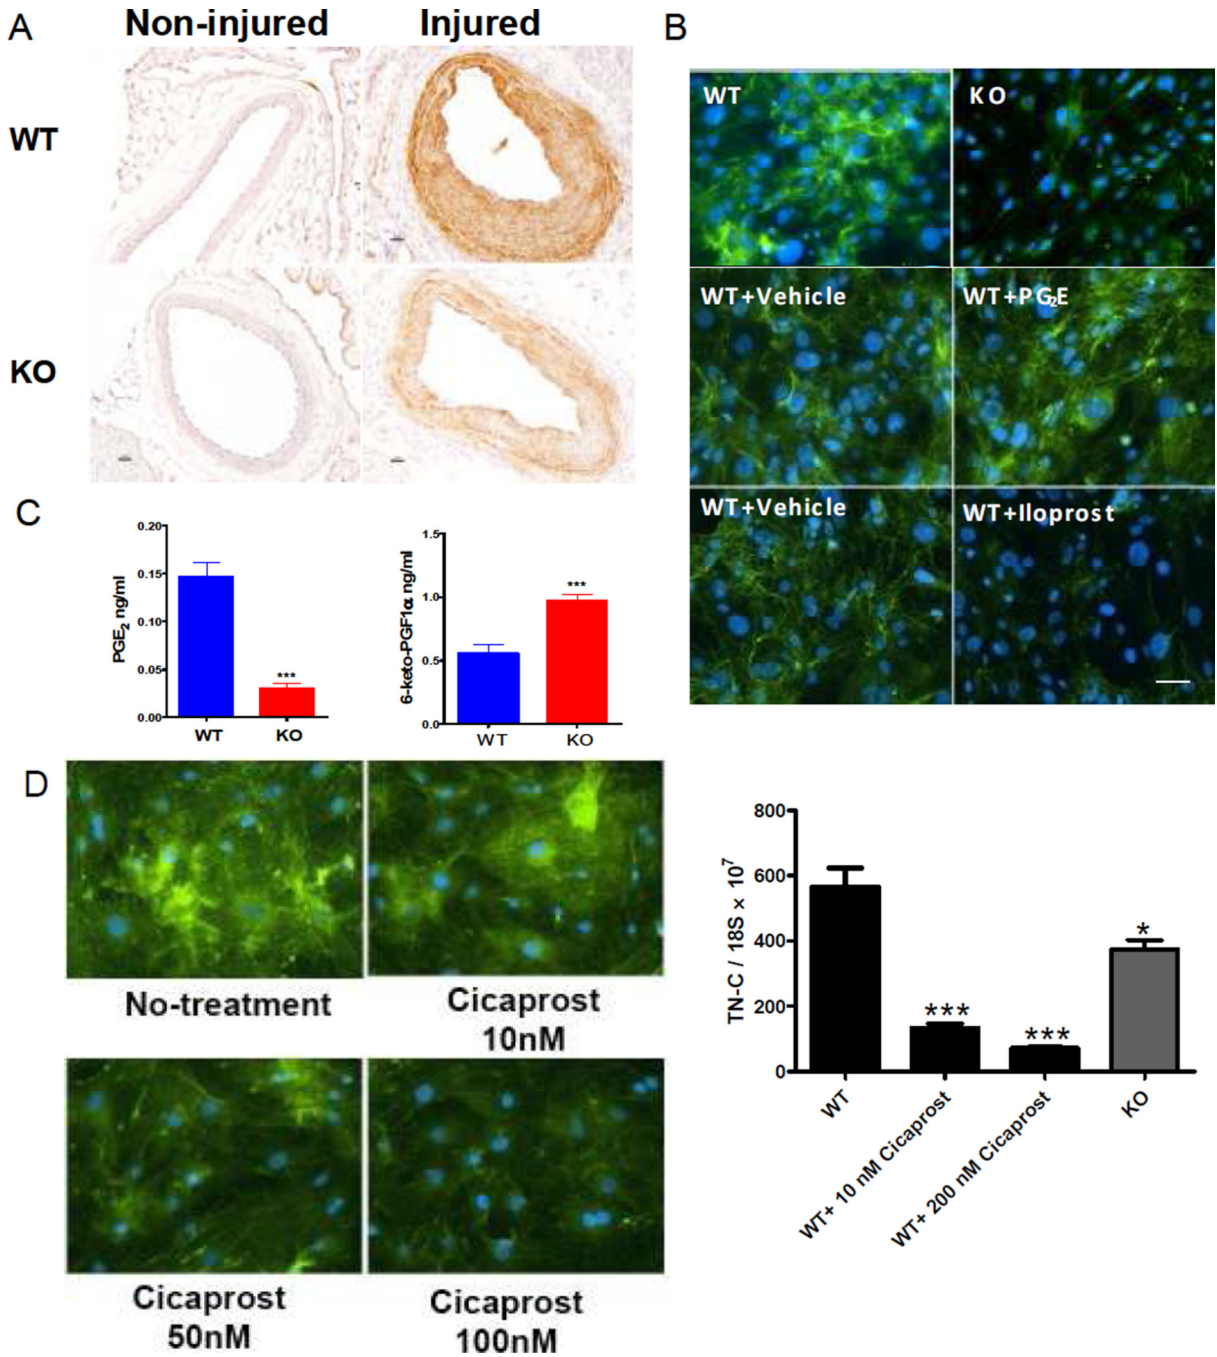 A
Non-injured
Injured
WT
KO
B
WT
KO
WT+Vehicle
WT+PG2E
WT+Vehicle
WT+Iloprost
C
PGE2 ng/ml
0.20
0.15
0.10
0.05
0.00
***
WT
KO
6-keto-PGF1α ng/ml
1.5
1.0
0.5
0.0
***
WT
KO
D
No-treatment
Cicaprost
10nM
Cicaprost
50nM
Cicaprost
100nM
TN-C / 18S × 10⁷
800
600
400
200
0
***
***
*
WT
WT+ 10 nM Cicaprost
WT+ 200 nM Cicaprost
KO